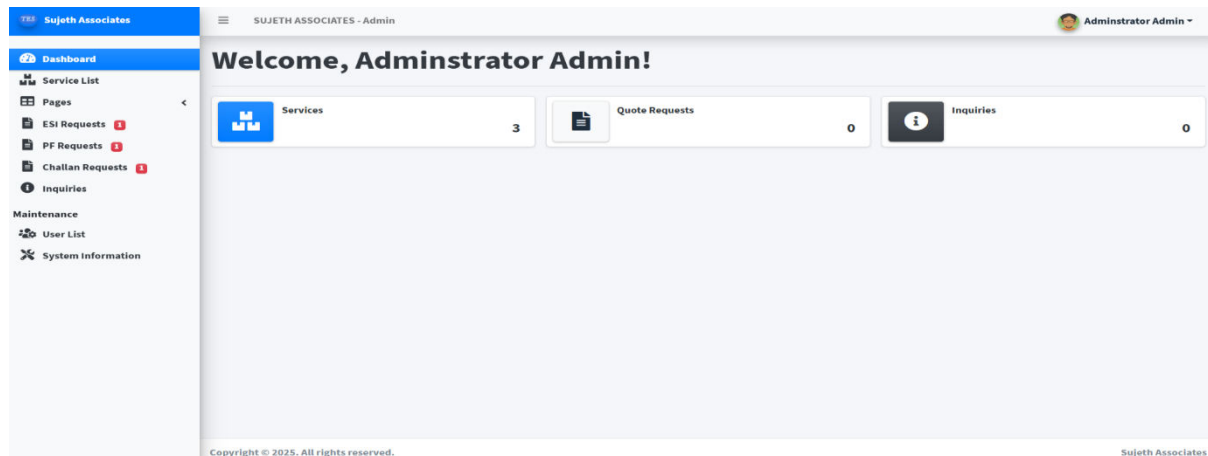 TRS Sujeth Associates
SUJETH ASSOCIATES - Admin
Adminstrator Admin
Dashboard
Service List
Pages
ESI Requests 1
PF Requests 1
Challan Requests 1
Inquiries
Maintenance
User List
System Information
Welcome, Adminstrator Admin!
Services
3
Quote Requests
0
Inquiries
0
Copyright © 2025. All rights reserved.
Sujeth Associates